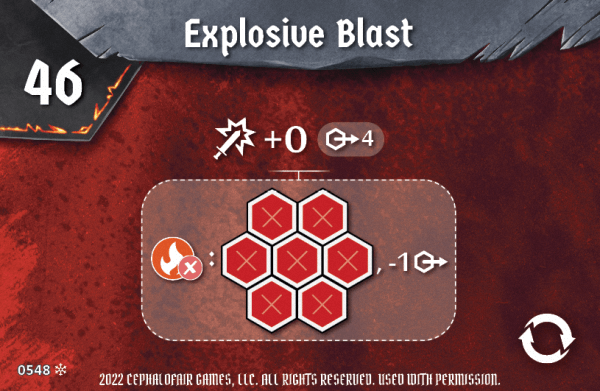 Explosive Blast
46
+0 4
: , -1
0548
2022 CEPHALOFAIR GAMES, LLC. ALL RIGHTS RESERVED. USED WITH PERMISSION.